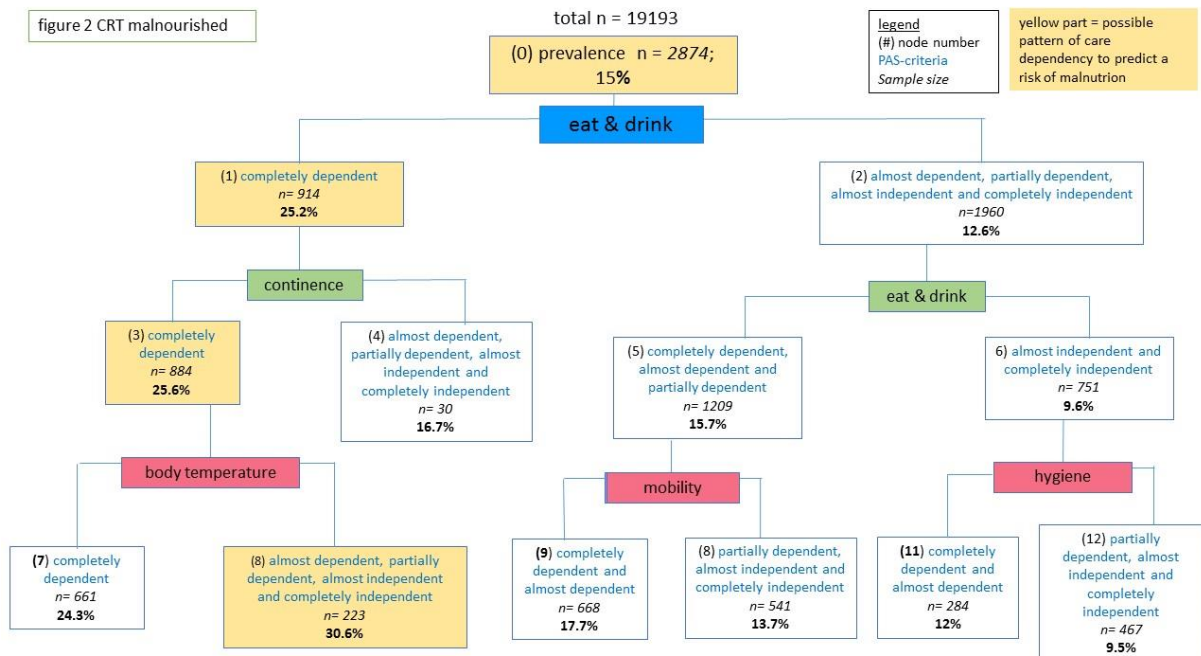 figure 2 CRT malnourished
total n = 19193
(0) prevalence n = 2874;
15%
legend
(#) node number
PAS-criteria
Sample size
yellow part = possible
pattern of care
dependency to predict a
risk of malnutrion
eat & drink
(1) completely dependent
n= 914
25.2%
(2) almost dependent, partially dependent,
almost independent and completely independent
n=1960
12.6%
continence
eat & drink
(3) completely
dependent
n= 884
25.6%
(4) almost dependent,
partially dependent, almost
independent and
completely independent
n= 30
16.7%
(5) completely dependent,
almost dependent and
partially dependent
n= 1209
15.7%
6) almost independent and
completely independent
n= 751
9.6%
body temperature
mobility
hygiene
(7) completely
dependent
n= 661
24.3%
(8) almost dependent, partially
dependent, almost independent
and completely independent
n= 223
30.6%
(9) completely
dependent and
almost dependent
n= 668
17.7%
(8) partially dependent,
almost independent and
completely independent
n= 541
13.7%
(11) completely
dependent and
almost dependent
n= 284
12%
(12) partially
dependent, almost
independent and
completely
independent
n= 467
9.5%